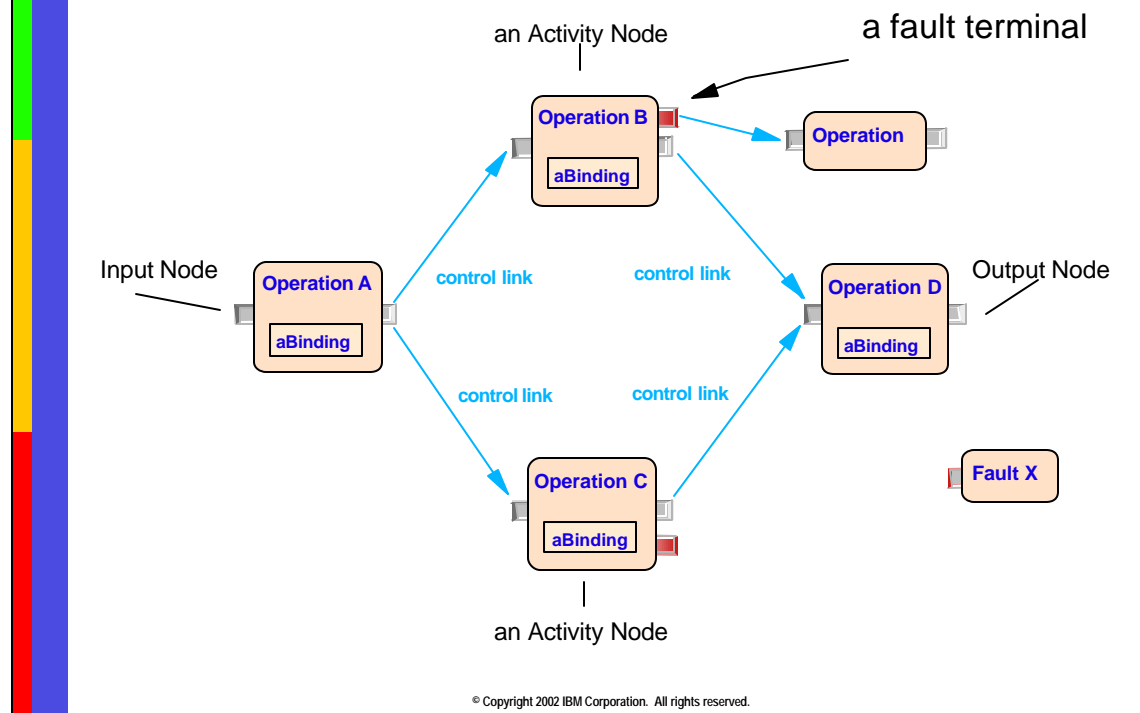 an Activity Node
a fault terminal
Operation B
aBinding
Operation
Input Node
Operation A
aBinding
control link
control link
Operation D
aBinding
Output Node
control link
control link
Operation C
aBinding
Fault X
an Activity Node
© Copyright 2002 IBM Corporation. All rights reserved.